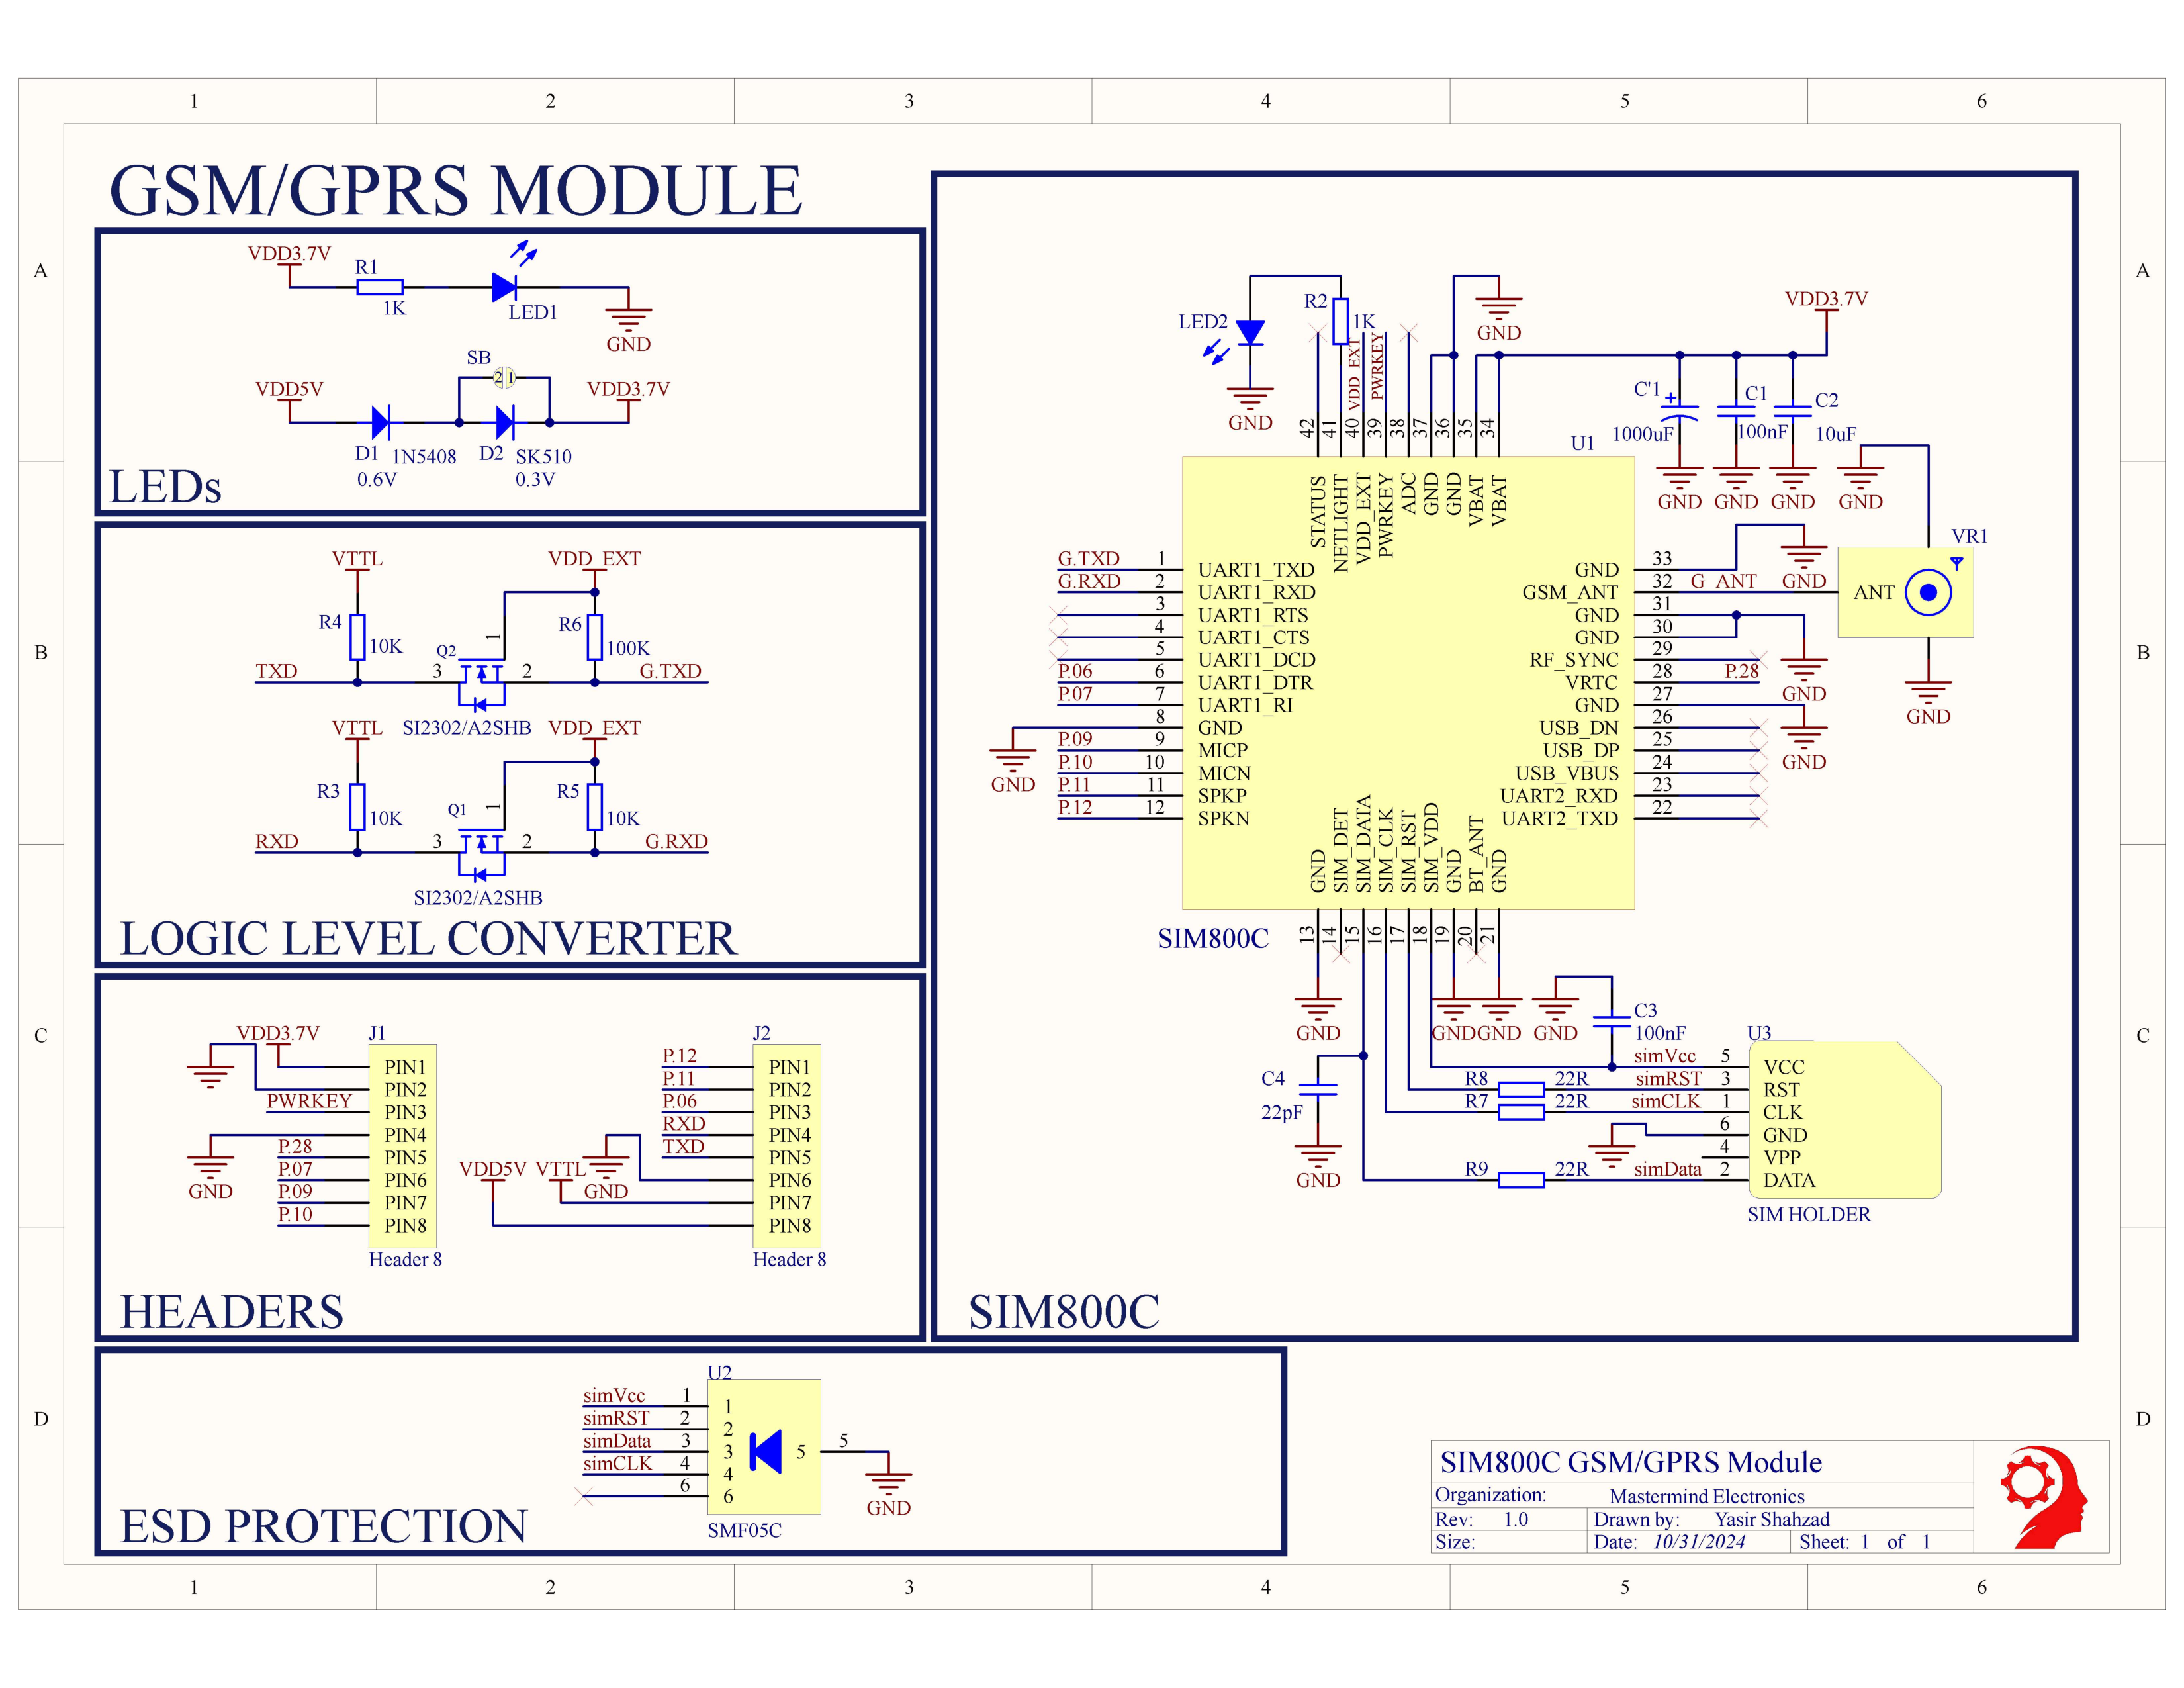 1 2 3 4 5 6
A
B
C
D
GSM/GPRS MODULE
VDD3.7V
R1
1K
LED1
GND
SB
2 1
VDD5V
VDD3.7V
D1 1N5408 D2 SK510
0.6V 0.3V
LEDs
VTTL
VDD_EXT
R4
10K
Q2
1
R6
100K
TXD
3
2
G.TXD
SI2302/A2SHB
VTTL
VDD_EXT
R3
10K
Q1
1
R5
10K
RXD
3
2
G.RXD
SI2302/A2SHB
LOGIC LEVEL CONVERTER
VDD3.7V
J1
PIN1
PIN2
PWRKEY PIN3
PIN4
P.28 PIN5
P.07 PIN6
P.09 PIN7
P.10 PIN8
GND
Header 8
J2
P.12 PIN1
P.11 PIN2
P.06 PIN3
RXD PIN4
TXD PIN5
PIN6
PIN7
PIN8
VDD5V VTTL
GND
Header 8
HEADERS
U2
simVcc 1 1
simRST 2 2
simData 3 3
simCLK 4 4
6 6
5 5
GND
SMF05C
ESD PROTECTION
LED2
R2
1K
GND
VDD_EXT
PWRKEY
GND
VDD3.7V
C'1
+
1000uF
C1
100nF
C2
10uF
GND GND GND GND
U1
42 STATUS
41 NETLIGHT
40 VDD_EXT
39 PWRKEY
38 ADC
37 GND
36 GND
35 VBAT
34 VBAT
G.TXD 1 UART1_TXD
G.RXD 2 UART1_RXD
3 UART1_RTS
4 UART1_CTS
5 UART1_DCD
P.06 6 UART1_DTR
P.07 7 UART1_RI
8 GND
P.09 9 MICP
P.10 10 MICN
P.11 11 SPKP
P.12 12 SPKN
GND
GND 33
GSM_ANT 32 G_ANT
GND 31
GND 30
RF_SYNC 29
VRTC 28 P.28
GND 27
USB_DN 26
USB_DP 25
USB_VBUS 24
UART2_RXD 23
UART2_TXD 22
GND
GND
GND
VR1
ANT
GND
GND 13
SIM_DET 14
SIM_DATA 15
SIM_CLK 16
SIM_RST 17
SIM_VDD 18
GND 19
BT_ANT 20
GND 21
SIM800C
GND
GND GND GND
C3
100nF
C4
22pF
GND
U3
simVcc 5 VCC
R8 22R simRST 3 RST
R7 22R simCLK 1 CLK
6 GND
4 VPP
R9 22R simData 2 DATA
SIM HOLDER
SIM800C
SIM800C GSM/GPRS Module
Organization: Mastermind Electronics
Rev: 1.0 Drawn by: Yasir Shahzad
Size: Date: 10/31/2024 Sheet: 1 of 1
A
B
C
D
1 2 3 4 5 6